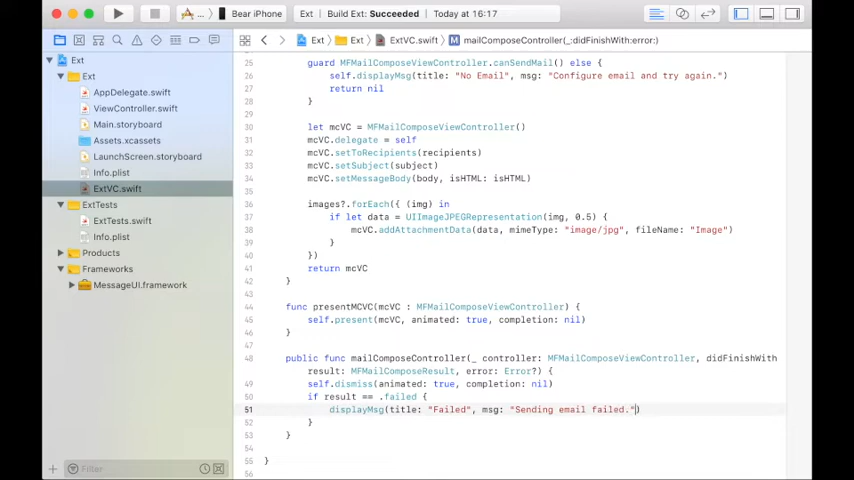 ... Bear iPhone Ext Build Ext: Succeeded Today at 16:17
Ext Ext ExtVC.swift M mailComposeController(_:didFinishWith:error:)
Ext
Ext
AppDelegate.swift
ViewController.swift
Main.storyboard
Assets.xcassets
LaunchScreen.storyboard
Info.plist
ExtVC.swift
ExtTests
ExtTests.swift
Info.plist
Products
Frameworks
MessageUI.framework
Filter
25 guard MFMailComposeViewController.canSendMail() else {
26 self.displayMsg(title: "No Email", msg: "Configure email and try again.")
27 return nil
28 }
29
30 let mcVC = MFMailComposeViewController()
31 mcVC.delegate = self
32 mcVC.setToRecipients(recipients)
33 mcVC.setSubject(subject)
34 mcVC.setMessageBody(body, isHTML: isHTML)
35
36 images?.forEach({ (img) in
37 if let data = UIImageJPEGRepresentation(img, 0.5) {
38 mcVC.addAttachmentData(data, mimeType: "image/jpg", fileName: "Image")
39 }
40 })
41 return mcVC
42 }
43
44 func presentMCVC(mcVC : MFMailComposeViewController) {
45 self.present(mcVC, animated: true, completion: nil)
46 }
47
48 public func mailComposeController(_ controller: MFMailComposeViewController, didFinishWith
result: MFMailComposeResult, error: Error?) {
49 self.dismiss(animated: true, completion: nil)
50 if result == .failed {
51 displayMsg(title: "Failed", msg: "Sending email failed.")
52 }
53 }
54
55 }
56